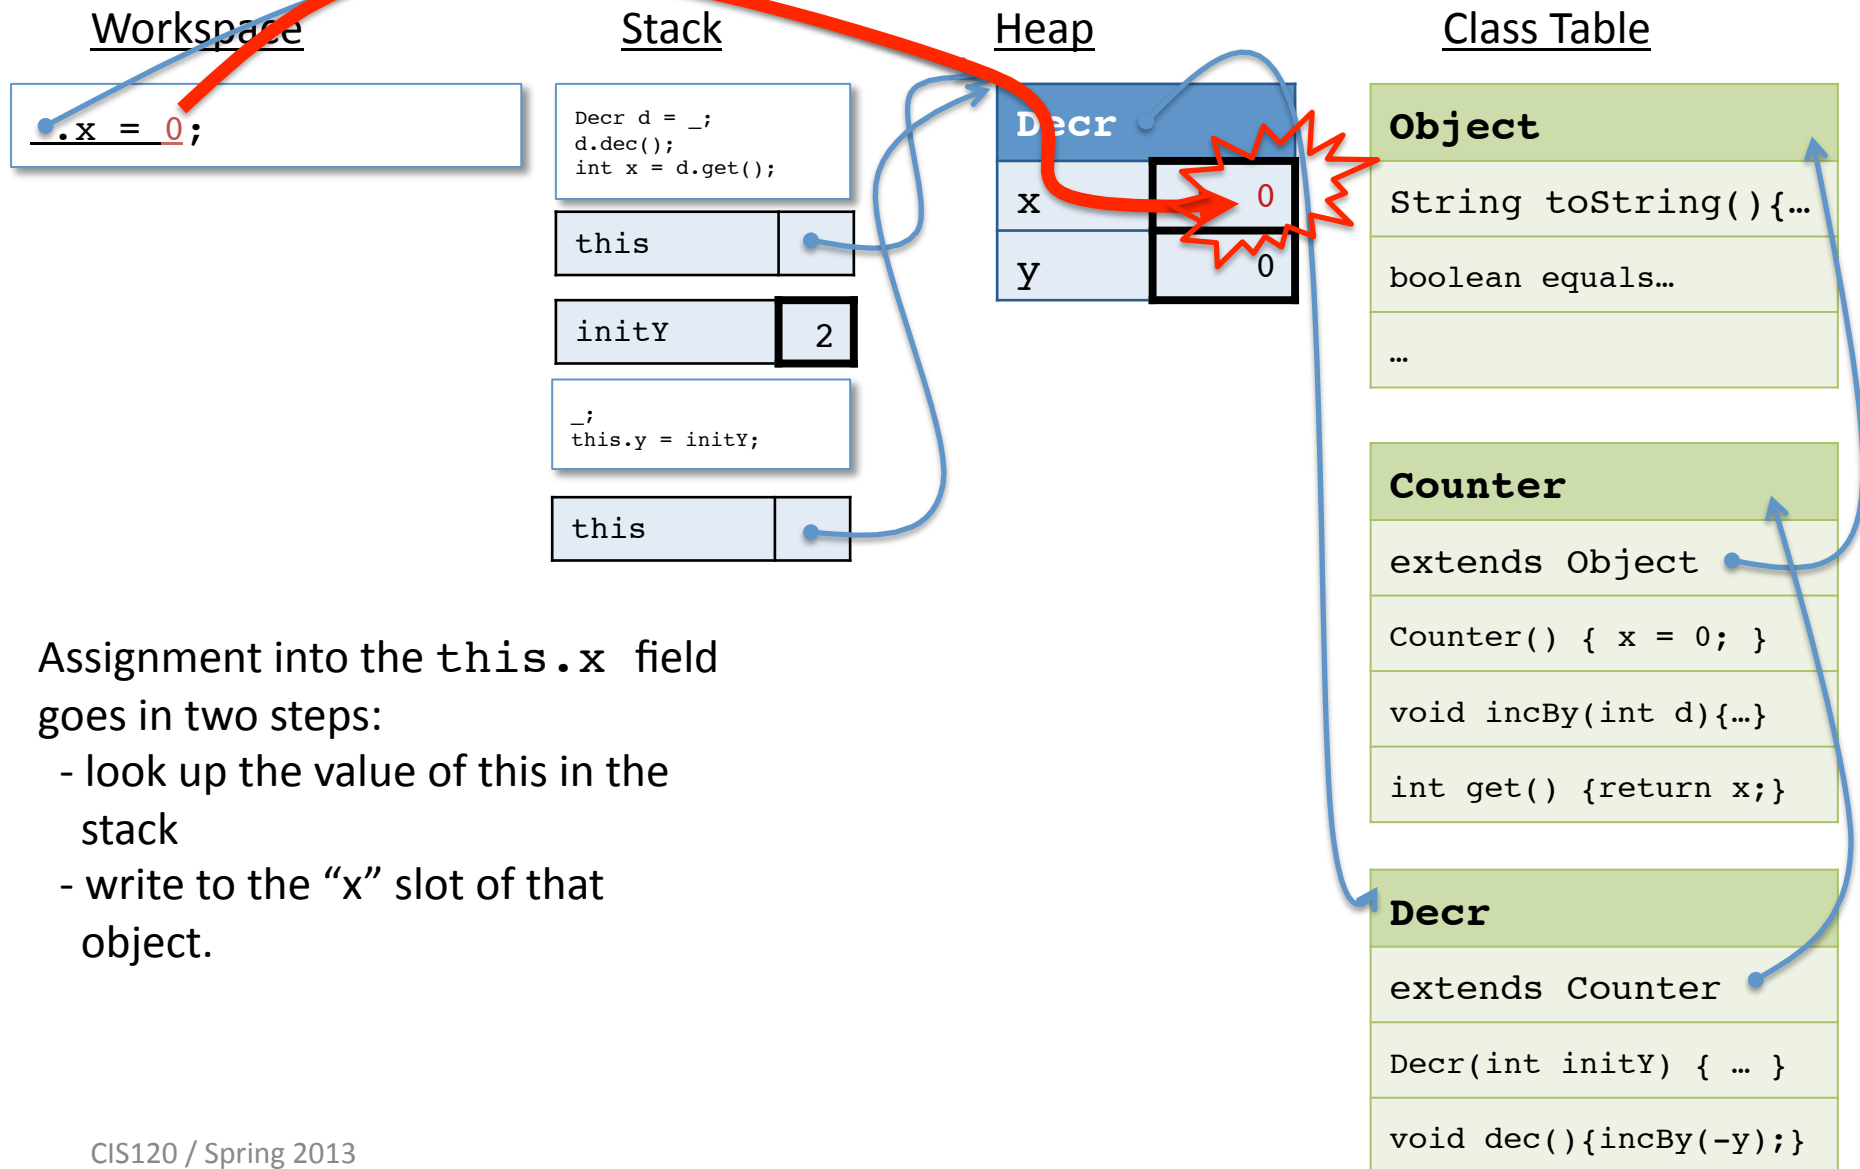 Workspace
.x = 0;
Stack
Decr d = _;
d.dec();
int x = d.get();
this
initY 2
_;
this.y = initY;
this
Heap
Decr
x 0
y 0
Class Table
Object
String toString(){…
boolean equals…
…
Counter
extends Object
Counter() { x = 0; }
void incBy(int d){…}
int get() {return x;}
Decr
extends Counter
Decr(int initY) { … }
void dec(){incBy(-y);}
Assignment into the this.x field
goes in two steps:
- look up the value of this in the
stack
- write to the “x” slot of that
object.
CIS120 / Spring 2013